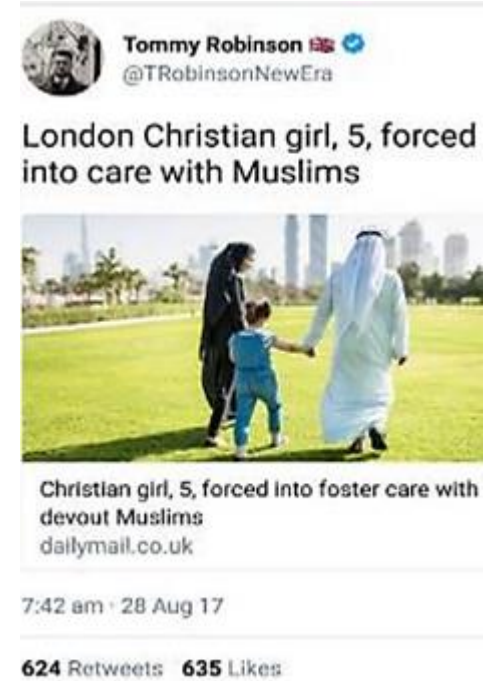 Tommy Robinson 🇬🇧
@TRobinsonNewEra
London Christian girl, 5, forced
into care with Muslims
Christian girl, 5, forced into foster care with
devout Muslims
dailymail.co.uk
7:42 am · 28 Aug 17
624 Retweets 635 Likes